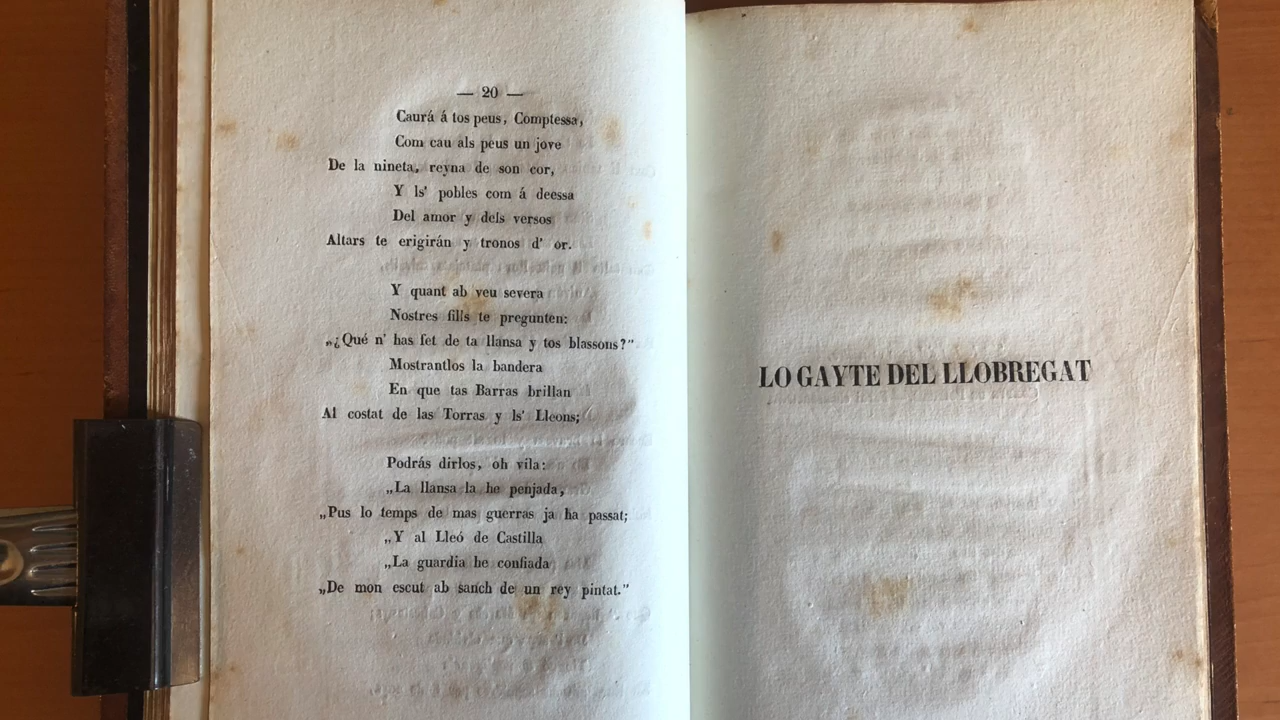 — 20 —
Caurá á tos peus, Comptessa,
Com cau als peus un jove
De la nineta, reyna de son cor,
Y ls' pobles com á deessa
Del amor y dels versos
Altars te erigirán y tronos d' or.
Y quant ab veu severa
Nostres fills te pregunten:
„¿Qué n' has fet de ta llansa y tos blassons?"
Mostrantlos la bandera
En que tas Barras brillan
Al costat de las Torras y ls' Lleons;
Podrás dirlos, oh vila:
„La llansa la he penjada,
„Pus lo temps de mas guerras ja ha passat;
„Y al Lleó de Castilla
„La guardia he confiada
„De mon escut ab sanch de un rey pintat."
LO GAYTE DEL LLOBREGAT